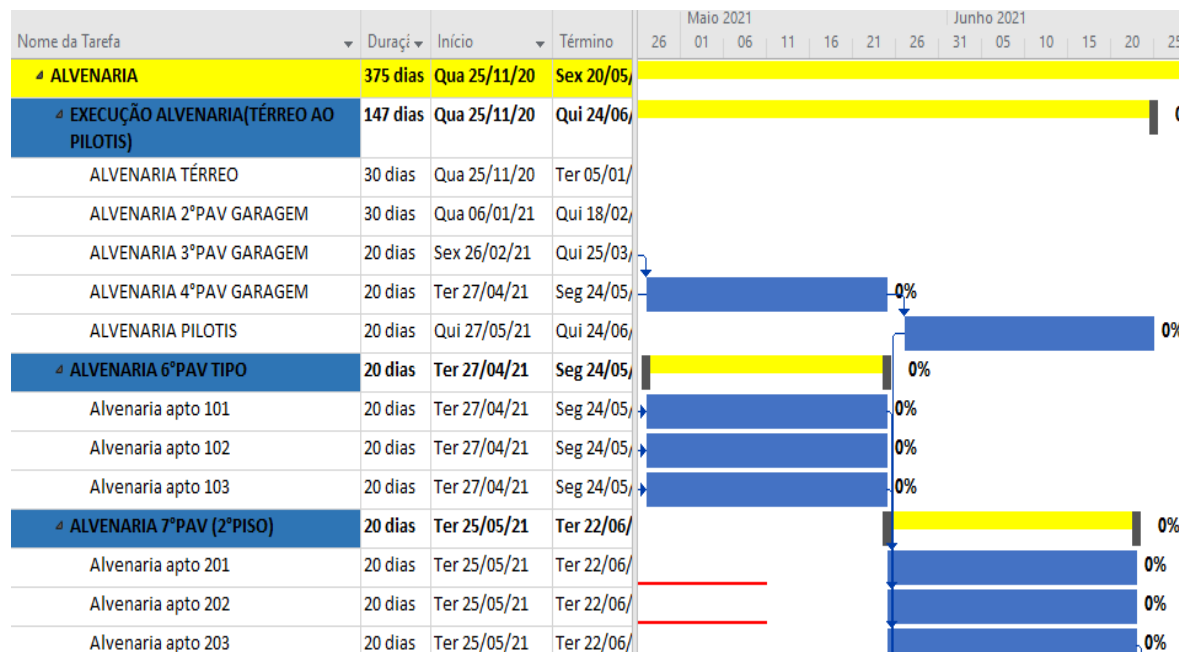 Maio 2021 Junho 2021
Nome da Tarefa Duraçã Início Término 26 01 06 11 16 21 26 31 05 10 15 20 25
ALVENARIA 375 dias Qua 25/11/20 Sex 20/05/
EXECUÇÃO ALVENARIA(TÉRREO AO 147 dias Qua 25/11/20 Qui 24/06/ 0
PILOTIS)
ALVENARIA TÉRREO 30 dias Qua 25/11/20 Ter 05/01/
ALVENARIA 2°PAV GARAGEM 30 dias Qua 06/01/21 Qui 18/02/
ALVENARIA 3°PAV GARAGEM 20 dias Sex 26/02/21 Qui 25/03/
ALVENARIA 4°PAV GARAGEM 20 dias Ter 27/04/21 Seg 24/05/ 0%
ALVENARIA PILOTIS 20 dias Qui 27/05/21 Qui 24/06/ 0%
ALVENARIA 6°PAV TIPO 20 dias Ter 27/04/21 Seg 24/05/ 0%
Alvenaria apto 101 20 dias Ter 27/04/21 Seg 24/05/ 0%
Alvenaria apto 102 20 dias Ter 27/04/21 Seg 24/05/ 0%
Alvenaria apto 103 20 dias Ter 27/04/21 Seg 24/05/ 0%
ALVENARIA 7°PAV (2°PISO) 20 dias Ter 25/05/21 Ter 22/06/ 0%
Alvenaria apto 201 20 dias Ter 25/05/21 Ter 22/06/ 0%
Alvenaria apto 202 20 dias Ter 25/05/21 Ter 22/06/ 0%
Alvenaria apto 203 20 dias Ter 25/05/21 Ter 22/06/ 0%